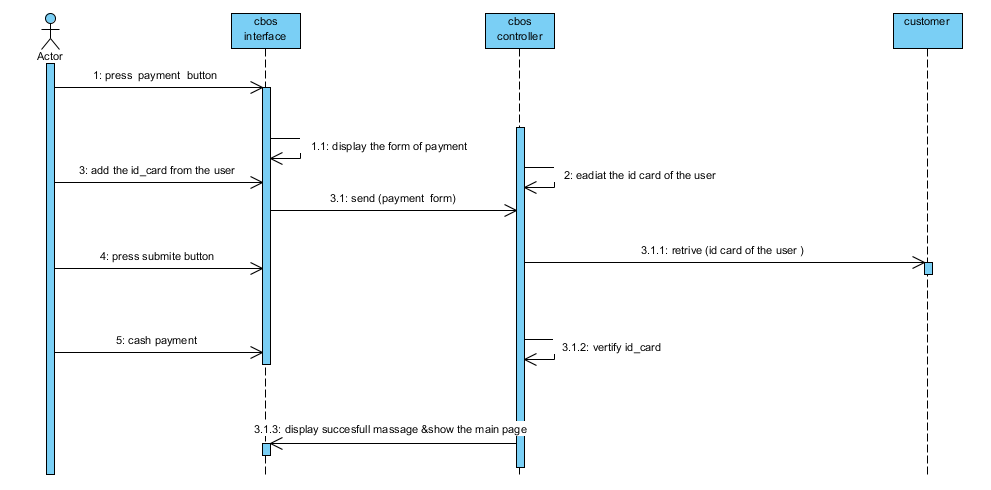 cbos
interface
cbos
controller
customer
Actor
1: press payment button
1.1: display the form of payment
3: add the id_card from the user
2: eadiat the id card of the user
3.1: send (payment form)
3.1.1: retrive (id card of the user )
4: press submite button
5: cash payment
3.1.2: vertify id_card
3.1.3: display succesfull massage &show the main page